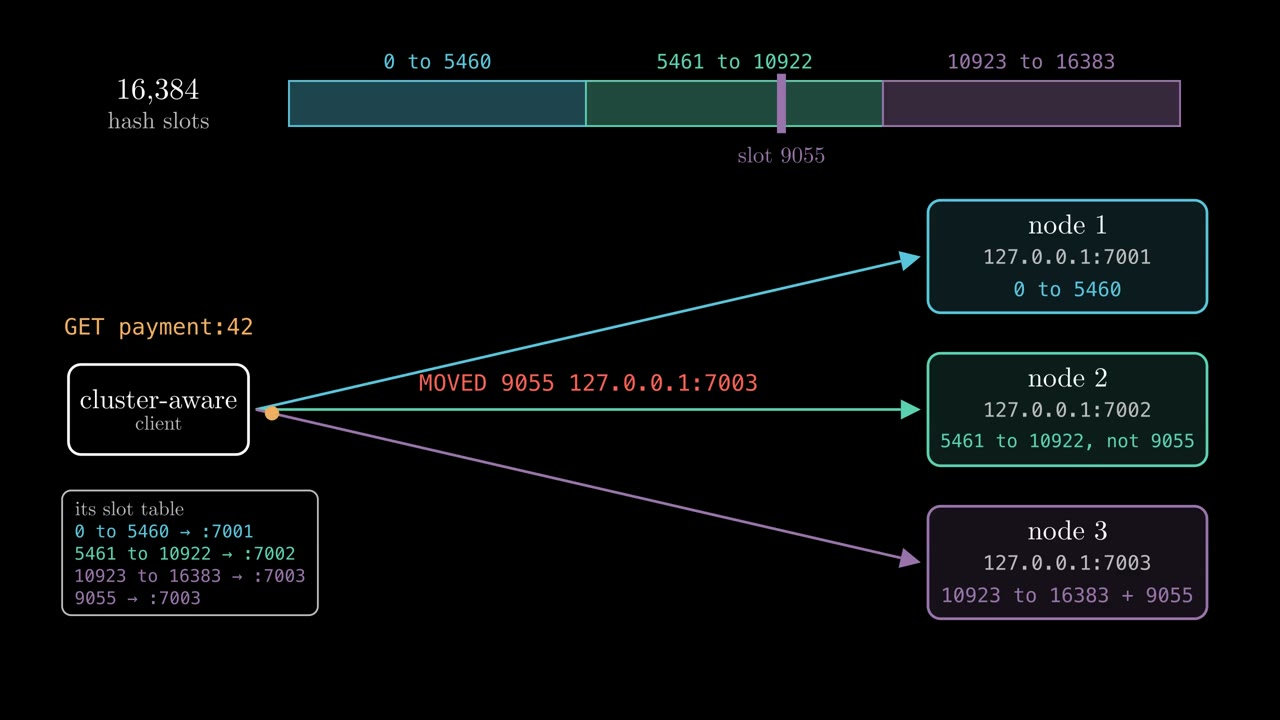 0 to 5460
5461 to 10922
10923 to 16383
16,384
hash slots
slot 9055
node 1
127.0.0.1:7001
0 to 5460
GET payment:42
cluster-aware
client
MOVED 9055 127.0.0.1:7003
node 2
127.0.0.1:7002
5461 to 10922, not 9055
its slot table
0 to 5460 → :7001
5461 to 10922 → :7002
10923 to 16383 → :7003
9055 → :7003
node 3
127.0.0.1:7003
10923 to 16383 + 9055